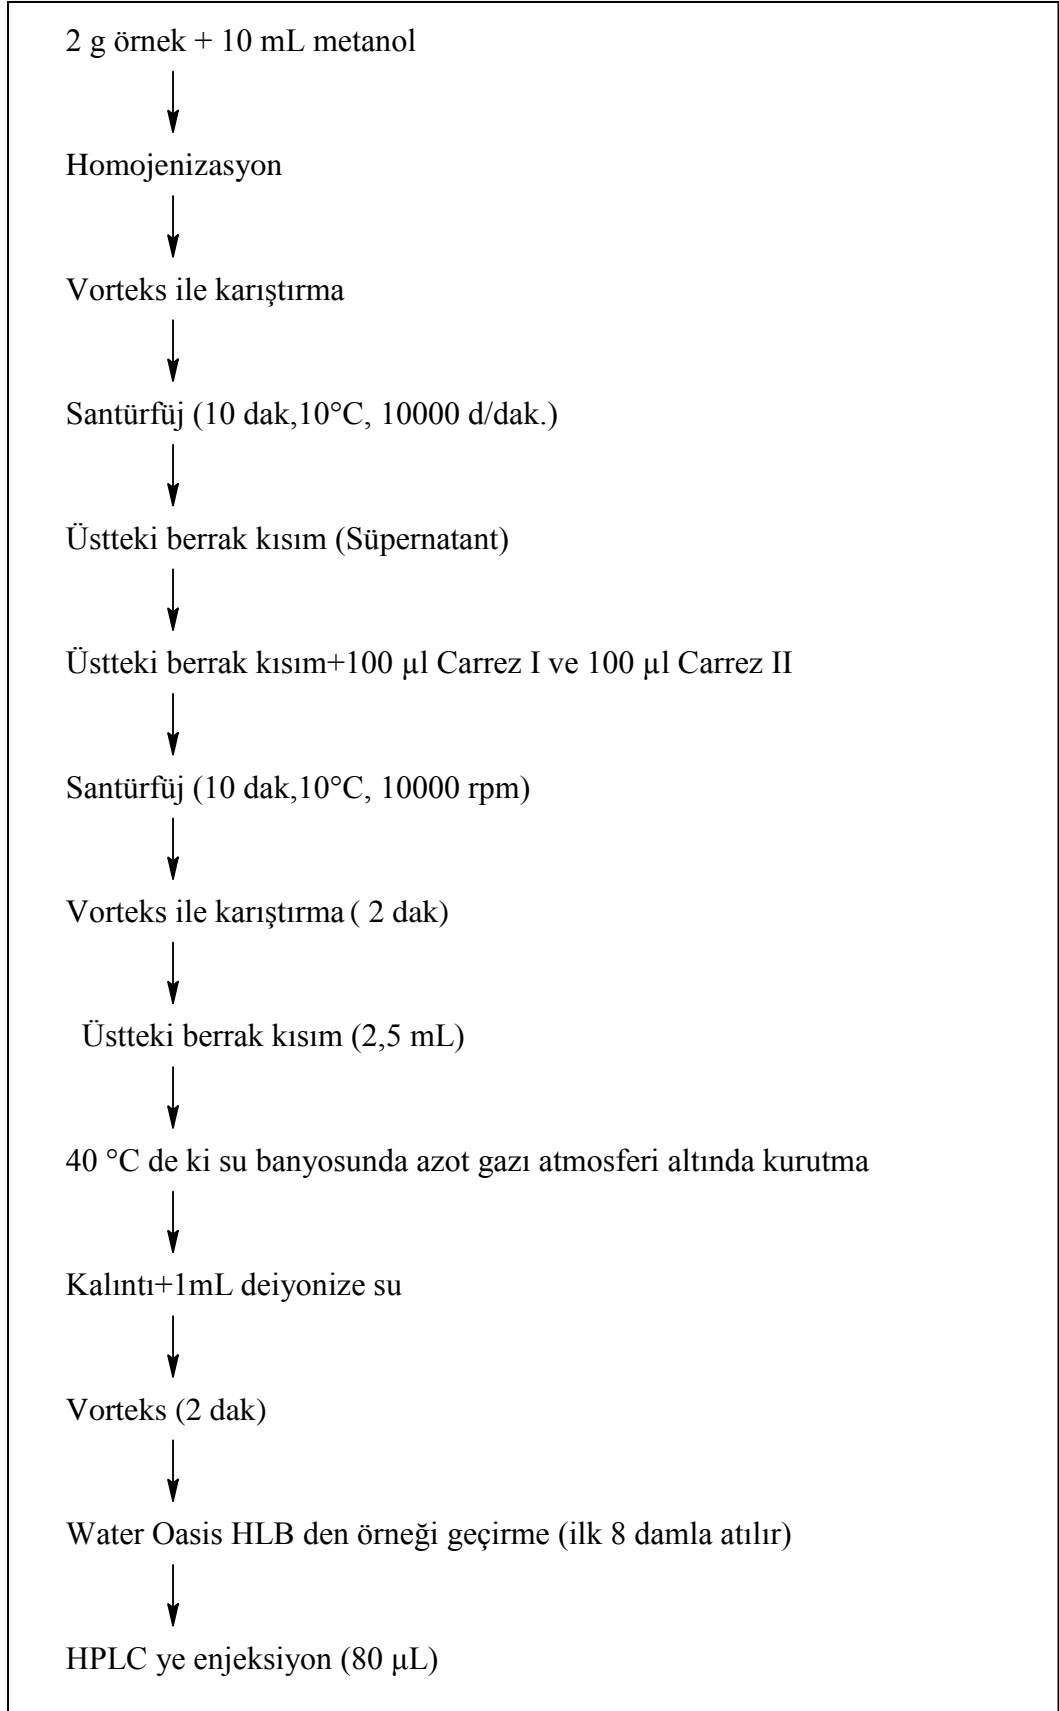 2 g örnek + 10 mL metanol
Homojenizasyon
Vorteks ile karıştırma
Santürfüj (10 dak,10°C, 10000 d/dak.)
Üstteki berrak kısım (Süpernatant)
Üstteki berrak kısım+100 µl Carrez I ve 100 µl Carrez II
Santürfüj (10 dak,10°C, 10000 rpm)
Vorteks ile karıştırma ( 2 dak)
Üstteki berrak kısım (2,5 mL)
40 °C de ki su banyosunda azot gazı atmosferi altında kurutma
Kalıntı+1mL deiyonize su
Vorteks (2 dak)
Water Oasis HLB den örneği geçirme (ilk 8 damla atılır)
HPLC ye enjeksiyon (80 µL)